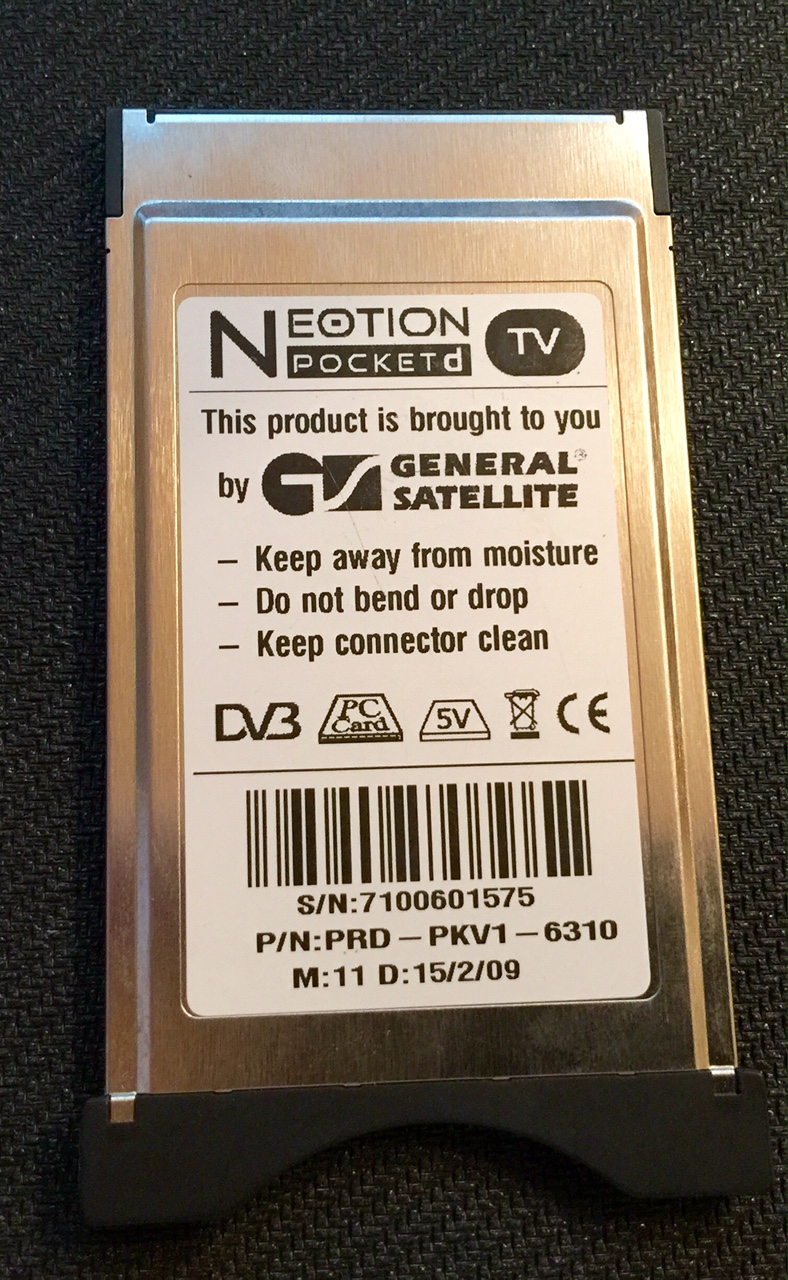 NEOTION
POCKETd
TV
This product is brought to you
by GS GENERAL®
SATELLITE
– Keep away from moisture
– Do not bend or drop
– Keep connector clean
DVB PC Card 5V CE
S/N:7100601575
P/N:PRD – PKV1 – 6310
M:11 D:15/2/09